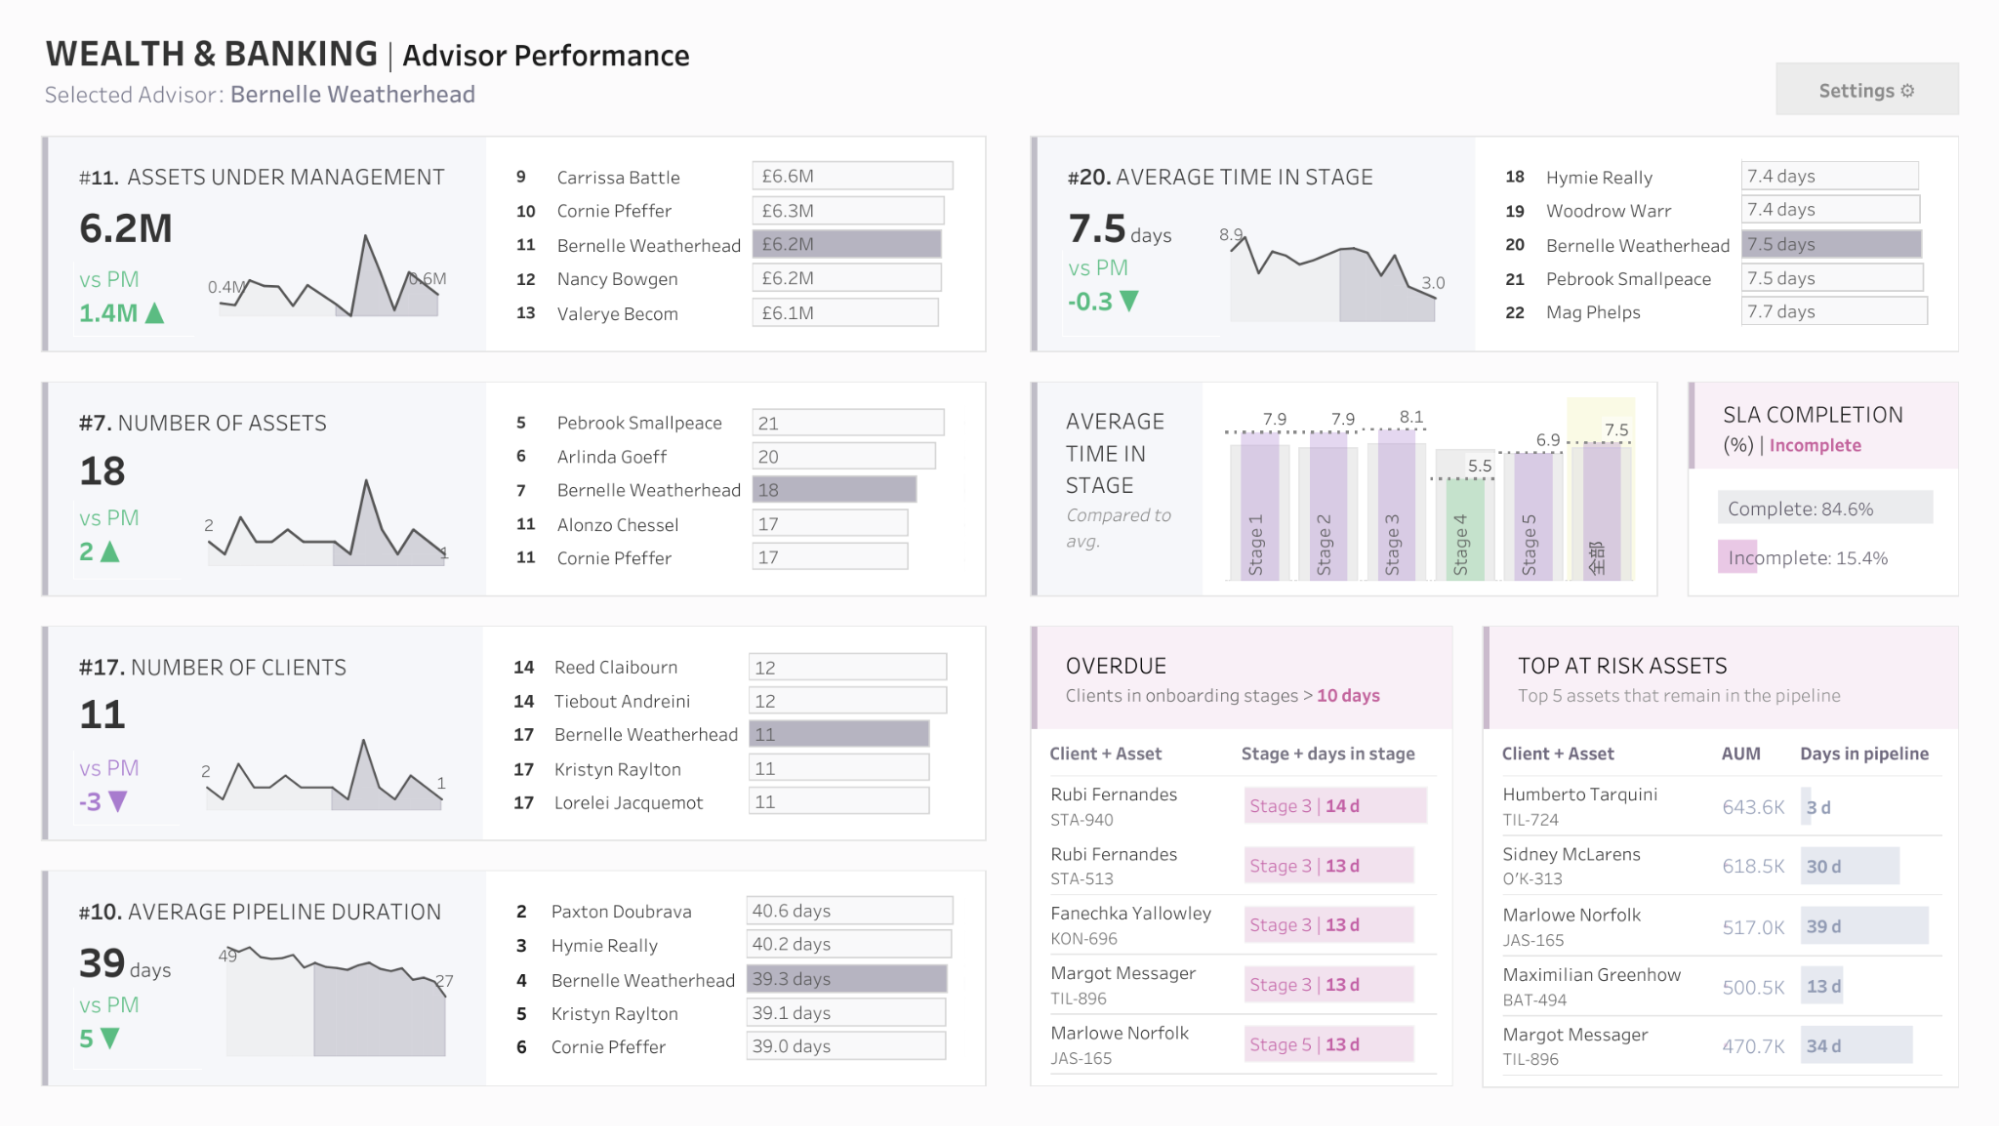 WEALTH & BANKING | Advisor Performance
Selected Advisor: Bernelle Weatherhead
Settings ⚙
#11. ASSETS UNDER MANAGEMENT
6.2M
vs PM
1.4M ▲
0.4M
0.6M
9 Carrissa Battle £6.6M
10 Cornie Pfeffer £6.3M
11 Bernelle Weatherhead £6.2M
12 Nancy Bowgen £6.2M
13 Valerye Becom £6.1M
#20. AVERAGE TIME IN STAGE
7.5 days
vs PM
-0.3 ▼
8.9
3.0
18 Hymie Really 7.4 days
19 Woodrow Warr 7.4 days
20 Bernelle Weatherhead 7.5 days
21 Pebrook Smallpeace 7.5 days
22 Mag Phelps 7.7 days
#7. NUMBER OF ASSETS
18
vs PM
2 ▲
2
1
5 Pebrook Smallpeace 21
6 Arlinda Goeff 20
7 Bernelle Weatherhead 18
11 Alonzo Chessel 17
11 Cornie Pfeffer 17
AVERAGE
TIME IN
STAGE
Compared to
avg.
7.9
7.9
8.1
5.5
6.9
7.5
Stage 1
Stage 2
Stage 3
Stage 4
Stage 5
全部
SLA COMPLETION
(%) | Incomplete
Complete: 84.6%
Incomplete: 15.4%
#17. NUMBER OF CLIENTS
11
vs PM
-3 ▼
2
1
14 Reed Claibourn 12
14 Tiebout Andreini 12
17 Bernelle Weatherhead 11
17 Kristyn Raylton 11
17 Lorelei Jacquemot 11
#10. AVERAGE PIPELINE DURATION
39 days
vs PM
5 ▼
49
27
2 Paxton Doubrava 40.6 days
3 Hymie Really 40.2 days
4 Bernelle Weatherhead 39.3 days
5 Kristyn Raylton 39.1 days
6 Cornie Pfeffer 39.0 days
OVERDUE
Clients in onboarding stages > 10 days
Client + Asset Stage + days in stage
Rubi Fernandes
STA-940
Stage 3 | 14 d
Rubi Fernandes
STA-513
Stage 3 | 13 d
Fanechka Yallowley
KON-696
Stage 3 | 13 d
Margot Messager
TIL-896
Stage 3 | 13 d
Marlowe Norfolk
JAS-165
Stage 5 | 13 d
TOP AT RISK ASSETS
Top 5 assets that remain in the pipeline
Client + Asset AUM Days in pipeline
Humberto Tarquini
TIL-724
643.6K 3 d
Sidney McLarens
O'K-313
618.5K 30 d
Marlowe Norfolk
JAS-165
517.0K 39 d
Maximilian Greenhow
BAT-494
500.5K 13 d
Margot Messager
TIL-896
470.7K 34 d